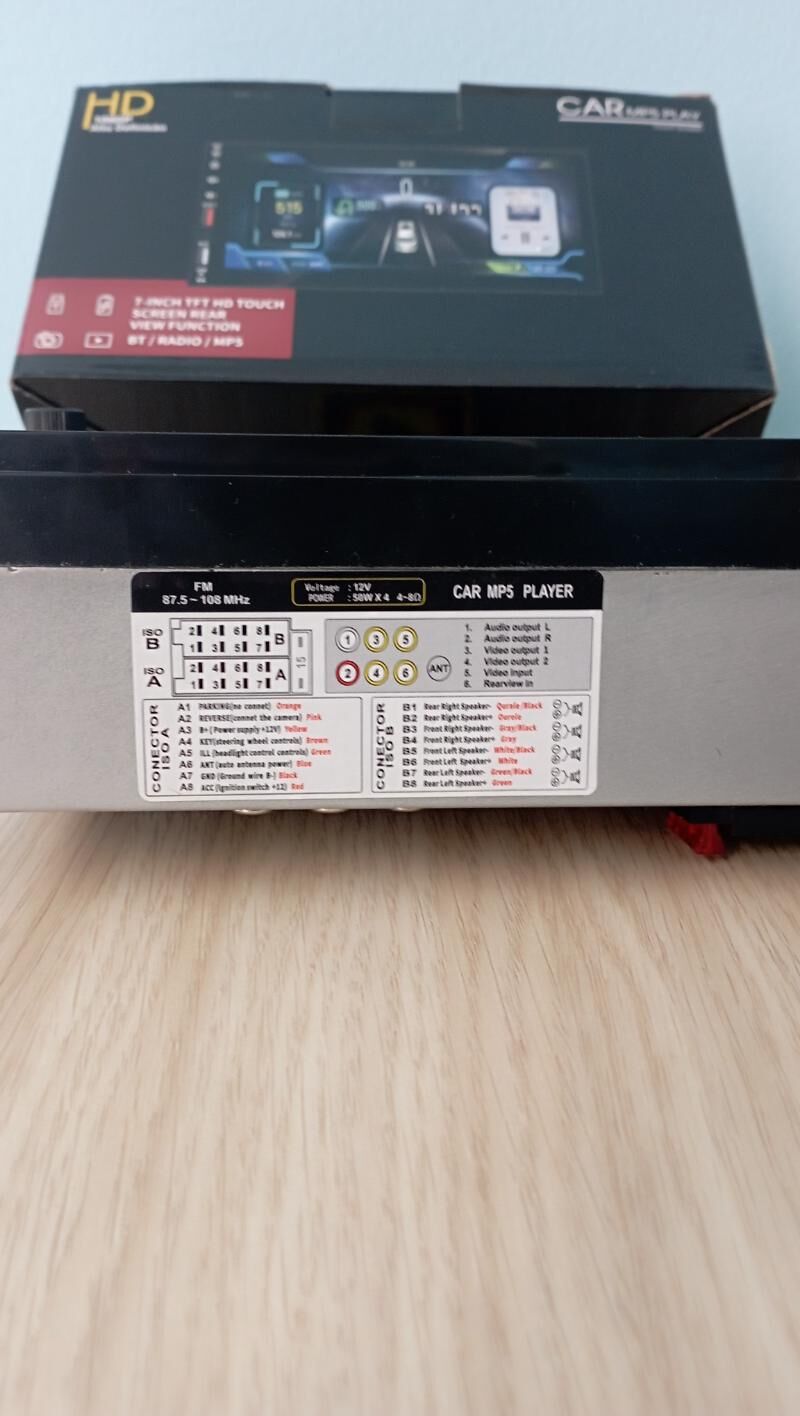 HD
1080P
CAR MP5 PLAY
515
7-INCH TFT HD TOUCH
SCREEN REAR
VIEW FUNCTION
BT / RADIO / MP5
FM
87.5 ~ 108 MHz
Voltage : 12V
POWER : 50W X 4 4~8Ω
CAR MP5 PLAYER
ISO
B
2 4 6 8
1 3 5 7
B
ISO
A
2 4 6 8
1 3 5 7
A
15
1 3 5
2 4 6
ANT
1. Audio output L
2. Audio output R
3. Video output 1
4. Video output 2
5. Video input
6. Rearview in
CONECTOR
ISO A
A1 PARKING(no connet) Orange
A2 REVERSE(connet the camera) Pink
A3 B+(Power supply +12V) Yellow
A4 KEY(steering wheel controls) Brown
A5 ILL(headlight control controls) Green
A6 ANT(auto antenna power) Blue
A7 GND (Ground wire B-) Black
A8 ACC(Ignition switch +12) Red
CONECTOR
ISO B
B1 Rear Right Speaker- Qurole/Black
B2 Rear Right Speaker+ Ourole
B3 Front Right Speaker- Gray/Black
B4 Front Right Speaker+ Gray
B5 Front Left Speaker- White/Black
B6 Front Left Speaker+ White
B7 Rear Left Speaker- Green/Black
B8 Rear Left Speaker+ Green